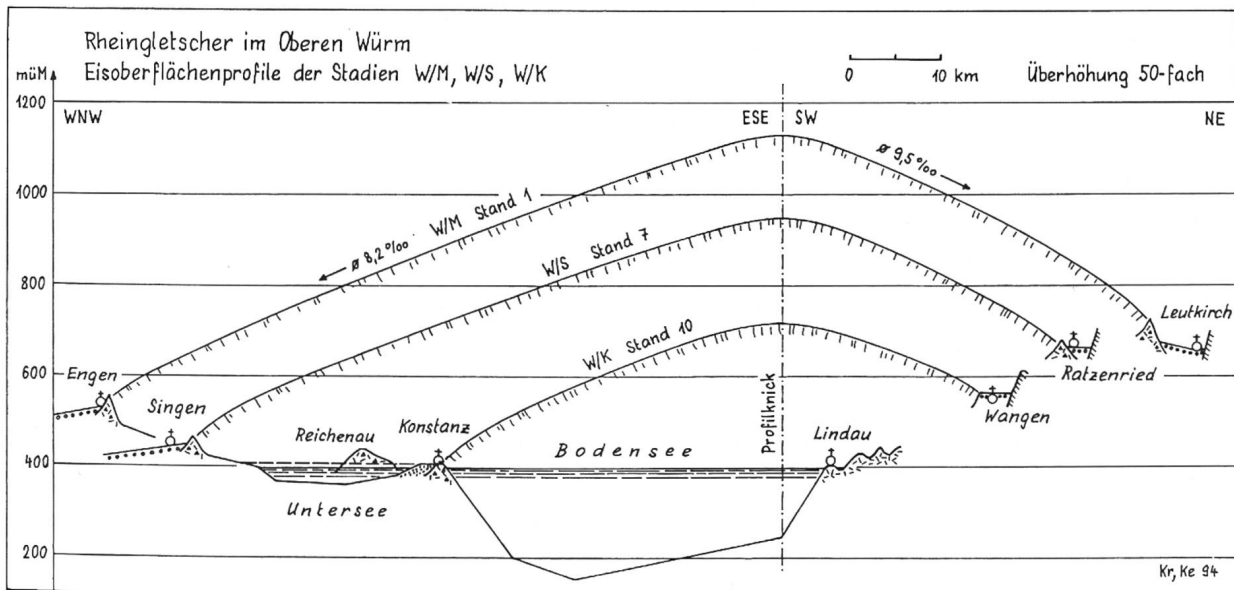 Rheingletscher im Oberen Würm
Eisoberflächenprofile der Stadien W/M, W/S, W/K
0 10 km
Überhöhung 50-fach
müM
1200
WNW
ESE
SW
NE
ø 9,5‰
1000
W/M Stand 1
ø 8,2‰
W/S Stand 7
800
Leutkirch
W/K Stand 10
600
Engen
Ratzenried
Singen
Wangen
Profilknick
Reichenau
Konstanz
Bodensee
Lindau
400
Untersee
200
Kr, Ke 94